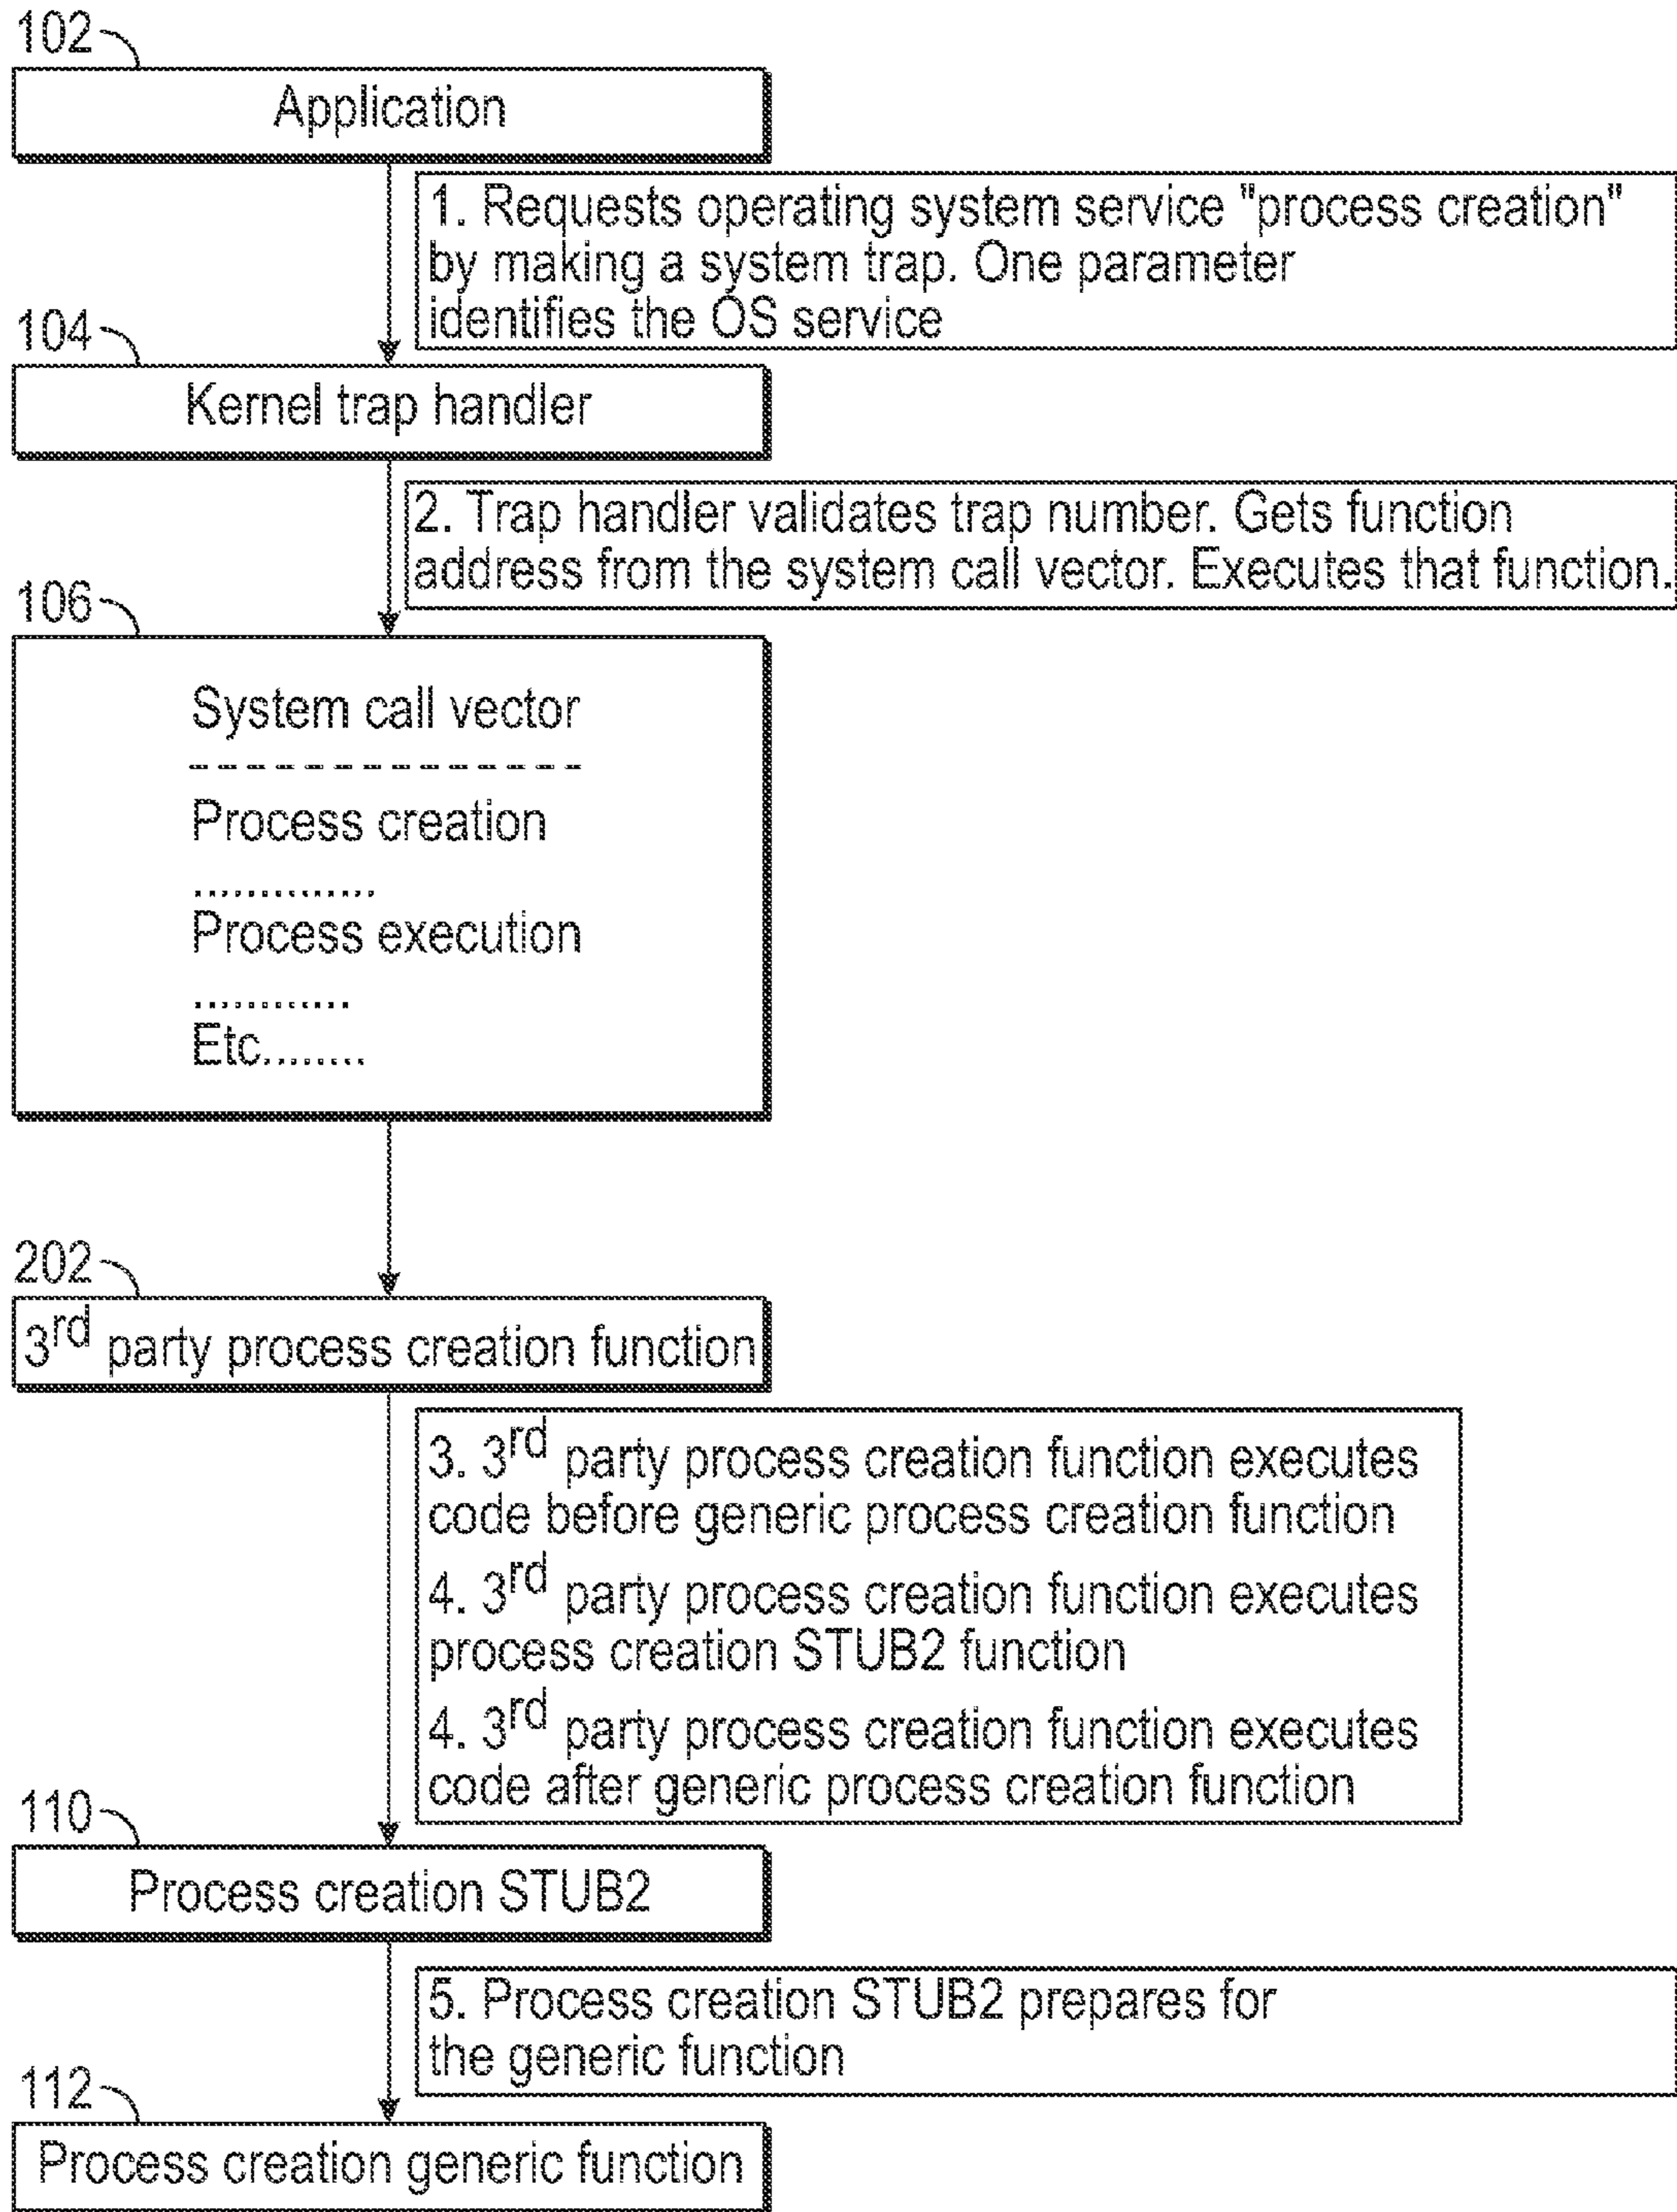 102
Application
1. Requests operating system service "process creation"
by making a system trap. One parameter
identifies the OS service
104
Kernel trap handler
2. Trap handler validates trap number. Gets function
address from the system call vector. Executes that function.
106
System call vector
- - - - - - - - - - - - - -
Process creation
..............
Process execution
............
Etc........
202
3rd party process creation function
3. 3rd party process creation function executes
code before generic process creation function
4. 3rd party process creation function executes
process creation STUB2 function
4. 3rd party process creation function executes
code after generic process creation function
110
Process creation STUB2
5. Process creation STUB2 prepares for
the generic function
112
Process creation generic function